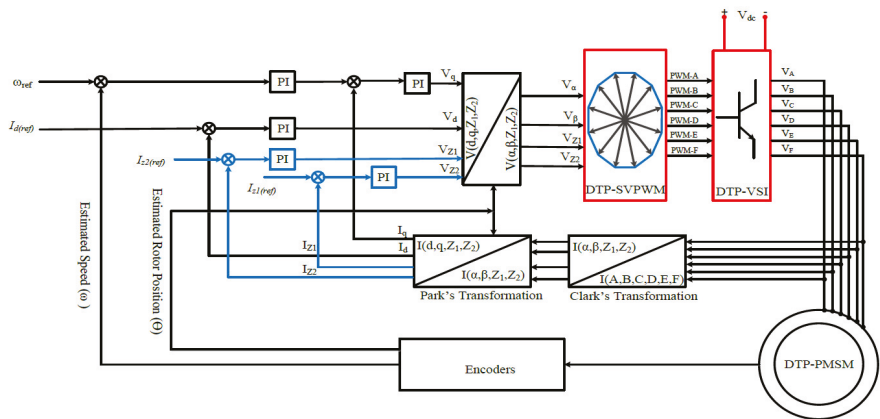 + V_dc -
ω_ref
PI
PI
V_q
I_d(ref)
PI
V_d
I_z2(ref)
PI
V_Z1
I_z1(ref)
PI
V_Z2
V(d,q,Z₁,Z₂)
V(α,β,Z₁,Z₂)
V_α
V_β
V_Z1
V_Z2
DTP-SVPWM
PWM-A
PWM-B
PWM-C
PWM-D
PWM-E
PWM-F
DTP-VSI
V_A
V_B
V_C
V_D
V_E
V_F
Estimated Speed (ω )
Estimated Rotor Position (Θ)
I_q
I_d
I_Z1
I_Z2
I(d,q,Z₁,Z₂)
I(α,β,Z₁,Z₂)
Park's Transformation
I(α,β,Z₁,Z₂)
I(A,B,C,D,E,F)
Clark's Transformation
Encoders
DTP-PMSM